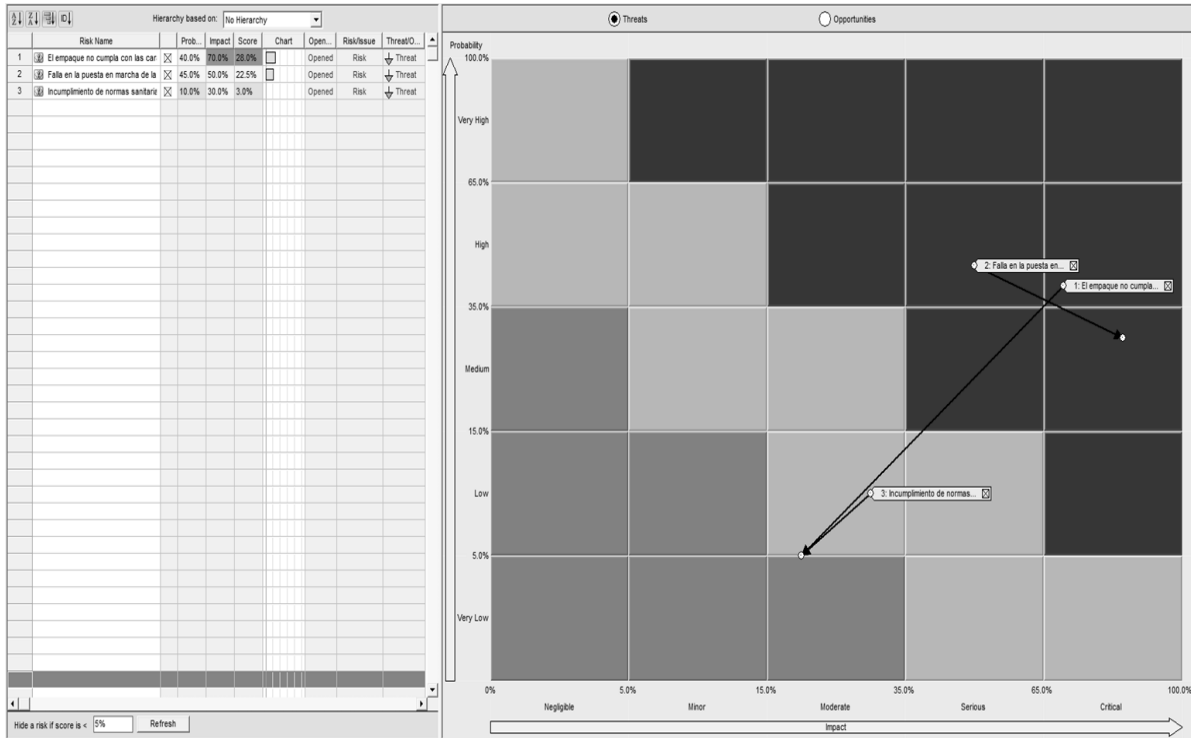 Hierarchy based on: No Hierarchy
Risk Name Prob... Impact Score Chart Open... Risk/Issue Threat/O...
1 El empaque no cumpla con las car 40.0% 70.0% 28.0% Opened Risk Threat
2 Falla en la puesta en marcha de la 45.0% 50.0% 22.5% Opened Risk Threat
3 Incumplimiento de normas sanitaria 10.0% 30.0% 3.0% Opened Risk Threat
Hide a risk if score is < 5% Refresh
Threats Opportunities
Probability
100.0%
Very High
65.0%
High
2: Falla en la puesta en...
1: El empaque no cumpla...
35.0%
Medium
15.0%
Low
3: Incumplimiento de normas...
5.0%
Very Low
0% 5.0% 15.0% 35.0% 65.0% 100.0%
Negligible Minor Moderate Serious Critical
Impact